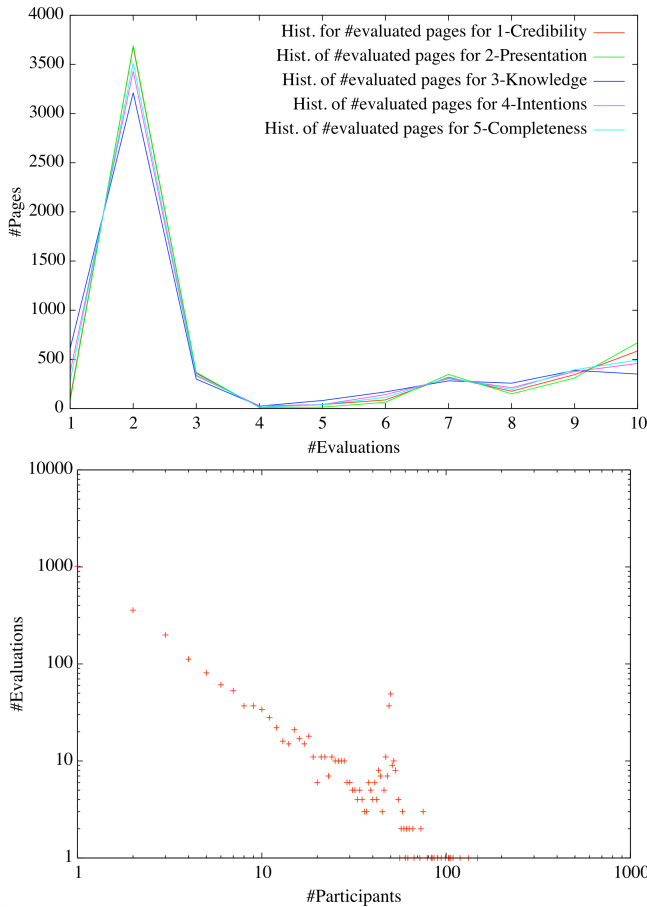 Hist. for #evaluated pages for 1-Credibility
Hist. of #evaluated pages for 2-Presentation
Hist. of #evaluated pages for 3-Knowledge
Hist. of #evaluated pages for 4-Intentions
Hist. of #evaluated pages for 5-Completeness
4000
3500
3000
2500
2000
1500
1000
500
0
#Pages
1 2 3 4 5 6 7 8 9 10
#Evaluations
10000
1000
100
10
1
#Evaluations
1 10 100 1000
#Participants